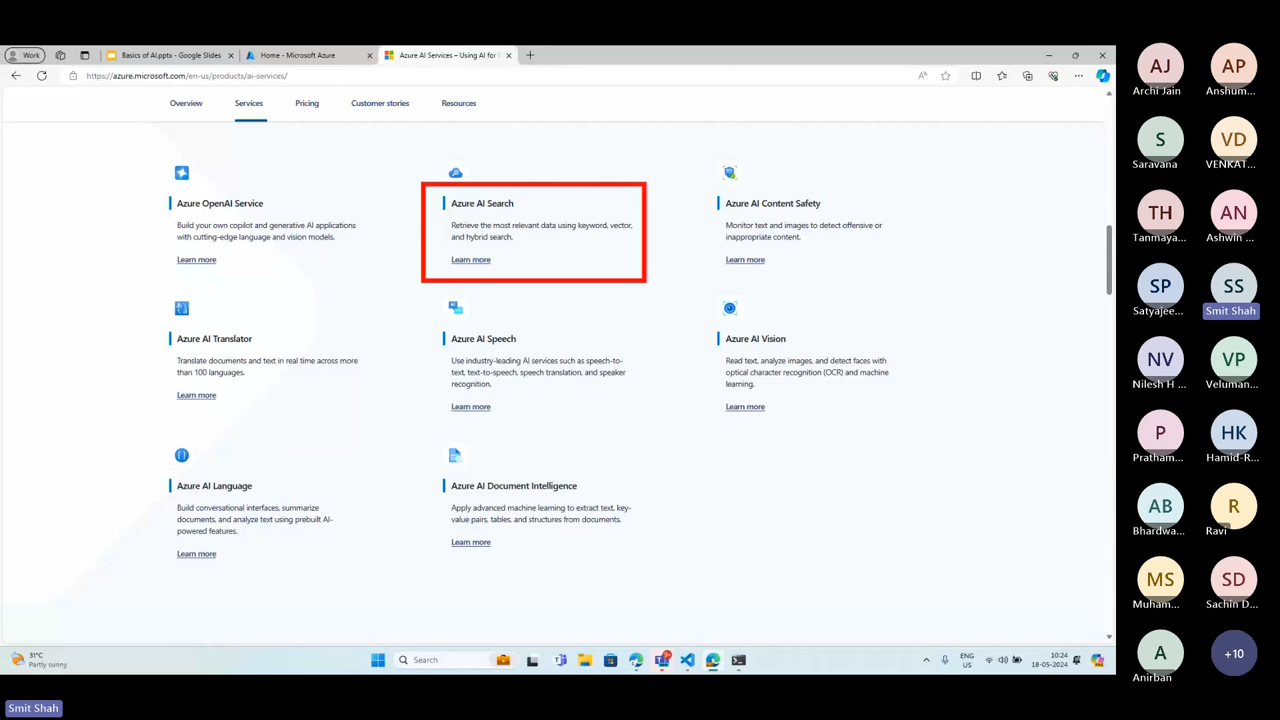 Work
Basics of AI.pptx - Google Slides
Home - Microsoft Azure
Azure AI Services – Using AI for I
https://azure.microsoft.com/en-us/products/ai-services/
Overview
Services
Pricing
Customer stories
Resources
Azure OpenAI Service
Build your own copilot and generative AI applications
with cutting-edge language and vision models.
Learn more
Azure AI Search
Retrieve the most relevant data using keyword, vector,
and hybrid search.
Learn more
Azure AI Content Safety
Monitor text and images to detect offensive or
inappropriate content.
Learn more
Azure AI Translator
Translate documents and text in real time across more
than 100 languages.
Learn more
Azure AI Speech
Use industry-leading AI services such as speech-to-
text, text-to-speech, speech translation, and speaker
recognition.
Learn more
Azure AI Vision
Read text, analyze images, and detect faces with
optical character recognition (OCR) and machine
learning.
Learn more
Azure AI Language
Build conversational interfaces, summarize
documents, and analyze text using prebuilt AI-
powered features.
Learn more
Azure AI Document Intelligence
Apply advanced machine learning to extract text, key-
value pairs, tables, and structures from documents.
Learn more
31°C
Partly sunny
Search
ENG
US
10:24
18-05-2024
AJ
Archi Jain
AP
Anshum...
S
Saravana
VD
VENKAT...
TH
Tanmaya...
AN
Ashwin ...
SP
Satyajee...
SS
Smit Shah
NV
Nilesh H ...
VP
Veluman...
P
Pratham...
HK
Hamid-R...
AB
Bhardwa...
R
Ravi
MS
Muham...
SD
Sachin D...
A
Anirban
+10
Smit Shah